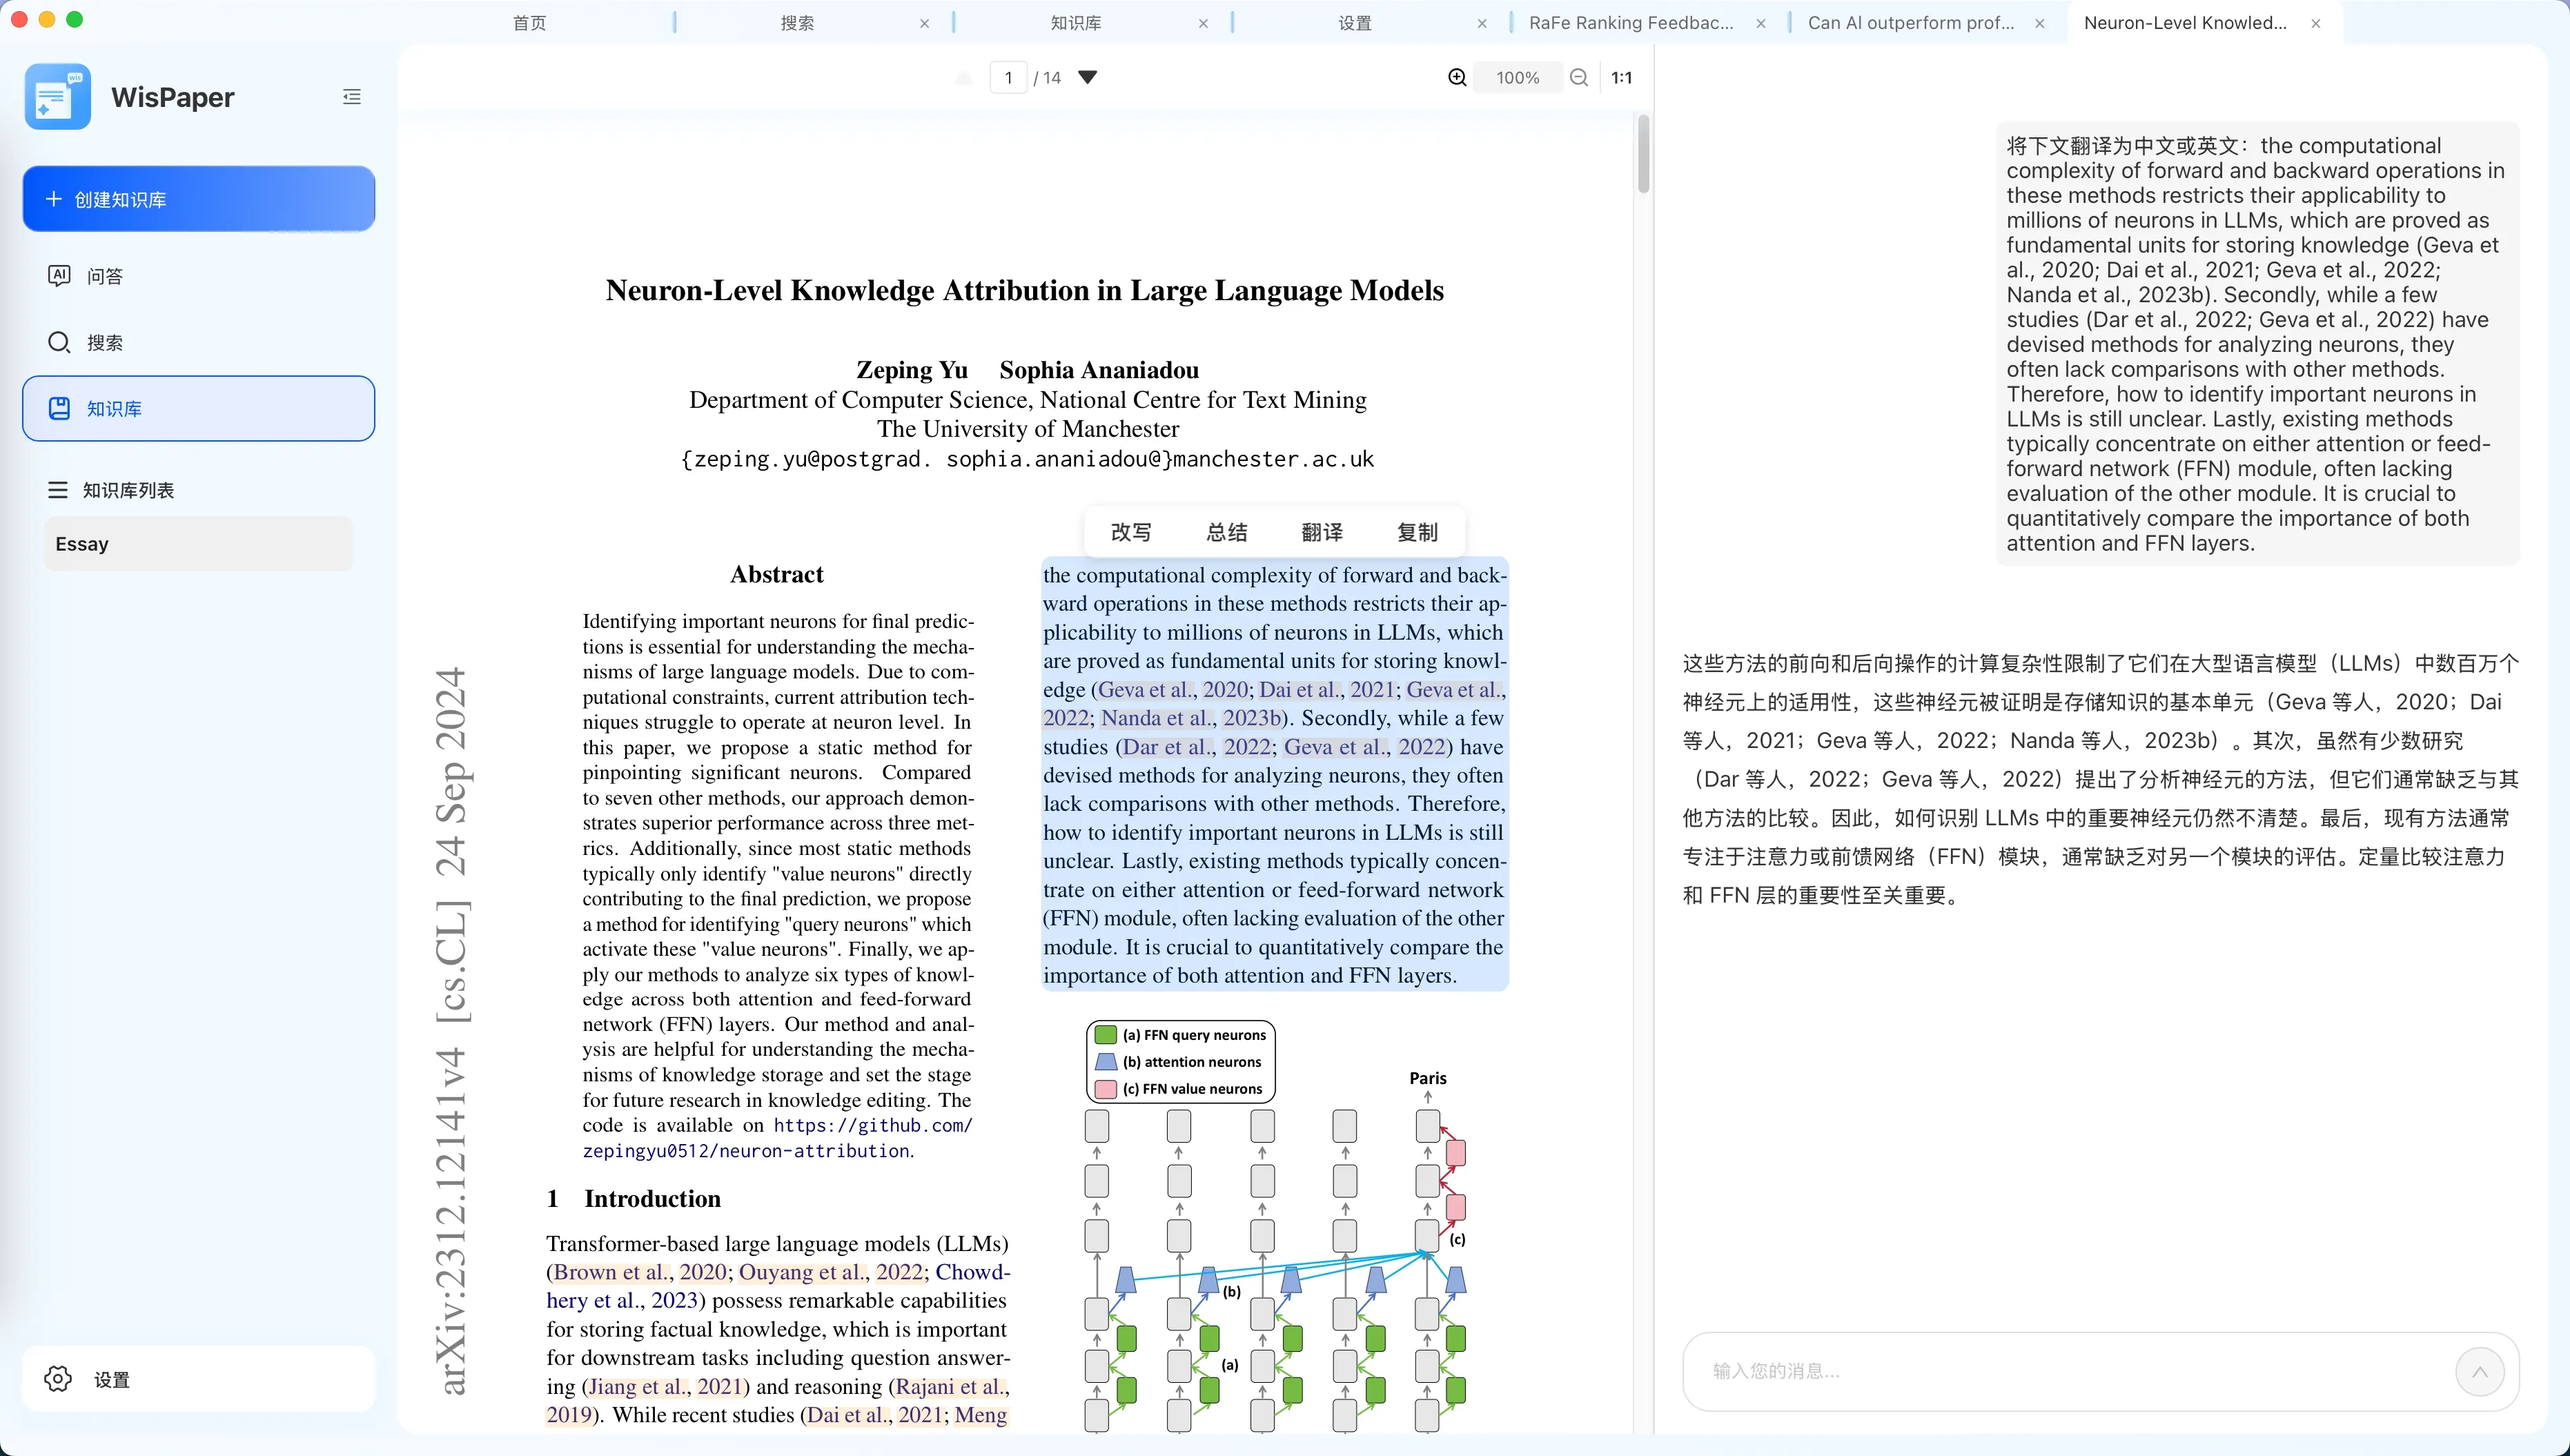 首页
搜索
知识库
设置
RaFe Ranking Feedbac...
Can AI outperform prof...
Neuron-Level Knowled...
WisPaper
wis
创建知识库
AI 问答
搜索
知识库
知识库列表
Essay
设置
1 / 14
100%
1:1
Neuron-Level Knowledge Attribution in Large Language Models
Zeping Yu Sophia Ananiadou
Department of Computer Science, National Centre for Text Mining
The University of Manchester
{zeping.yu@postgrad. sophia.ananiadou@}manchester.ac.uk
arXiv:2312.12141v4 [cs.CL] 24 Sep 2024
Abstract
Identifying important neurons for final predic-
tions is essential for understanding the mecha-
nisms of large language models. Due to com-
putational constraints, current attribution tech-
niques struggle to operate at neuron level. In
this paper, we propose a static method for
pinpointing significant neurons. Compared
to seven other methods, our approach demon-
strates superior performance across three met-
rics. Additionally, since most static methods
typically only identify "value neurons" directly
contributing to the final prediction, we propose
a method for identifying "query neurons" which
activate these "value neurons". Finally, we ap-
ply our methods to analyze six types of knowl-
edge across both attention and feed-forward
network (FFN) layers. Our method and anal-
ysis are helpful for understanding the mecha-
nisms of knowledge storage and set the stage
for future research in knowledge editing. The
code is available on https://github.com/
zepingyu0512/neuron-attribution.
1 Introduction
Transformer-based large language models (LLMs)
(Brown et al., 2020; Ouyang et al., 2022; Chowd-
hery et al., 2023) possess remarkable capabilities
for storing factual knowledge, which is important
for downstream tasks including question answer-
ing (Jiang et al., 2021) and reasoning (Rajani et al.,
2019). While recent studies (Dai et al., 2021; Meng
改写 总结 翻译 复制
the computational complexity of forward and back-
ward operations in these methods restricts their ap-
plicability to millions of neurons in LLMs, which
are proved as fundamental units for storing knowl-
edge (Geva et al., 2020; Dai et al., 2021; Geva et al.,
2022; Nanda et al., 2023b). Secondly, while a few
studies (Dar et al., 2022; Geva et al., 2022) have
devised methods for analyzing neurons, they often
lack comparisons with other methods. Therefore,
how to identify important neurons in LLMs is still
unclear. Lastly, existing methods typically concen-
trate on either attention or feed-forward network
(FFN) module, often lacking evaluation of the other
module. It is crucial to quantitatively compare the
importance of both attention and FFN layers.
(a) FFN query neurons
(b) attention neurons
(c) FFN value neurons
Paris
(c)
(b)
(a)
将下文翻译为中文或英文：the computational
complexity of forward and backward operations in
these methods restricts their applicability to
millions of neurons in LLMs, which are proved as
fundamental units for storing knowledge (Geva et
al., 2020; Dai et al., 2021; Geva et al., 2022;
Nanda et al., 2023b). Secondly, while a few
studies (Dar et al., 2022; Geva et al., 2022) have
devised methods for analyzing neurons, they
often lack comparisons with other methods.
Therefore, how to identify important neurons in
LLMs is still unclear. Lastly, existing methods
typically concentrate on either attention or feed-
forward network (FFN) module, often lacking
evaluation of the other module. It is crucial to
quantitatively compare the importance of both
attention and FFN layers.
这些方法的前向和后向操作的计算复杂性限制了它们在大型语言模型（LLMs）中数百万个
神经元上的适用性，这些神经元被证明是存储知识的基本单元（Geva 等人，2020；Dai
等人，2021；Geva 等人，2022；Nanda 等人，2023b）。其次，虽然有少数研究
（Dar 等人，2022；Geva 等人，2022）提出了分析神经元的方法，但它们通常缺乏与其
他方法的比较。因此，如何识别 LLMs 中的重要神经元仍然不清楚。最后，现有方法通常
专注于注意力或前馈网络（FFN）模块，通常缺乏对另一个模块的评估。定量比较注意力
和 FFN 层的重要性至关重要。
输入您的消息...